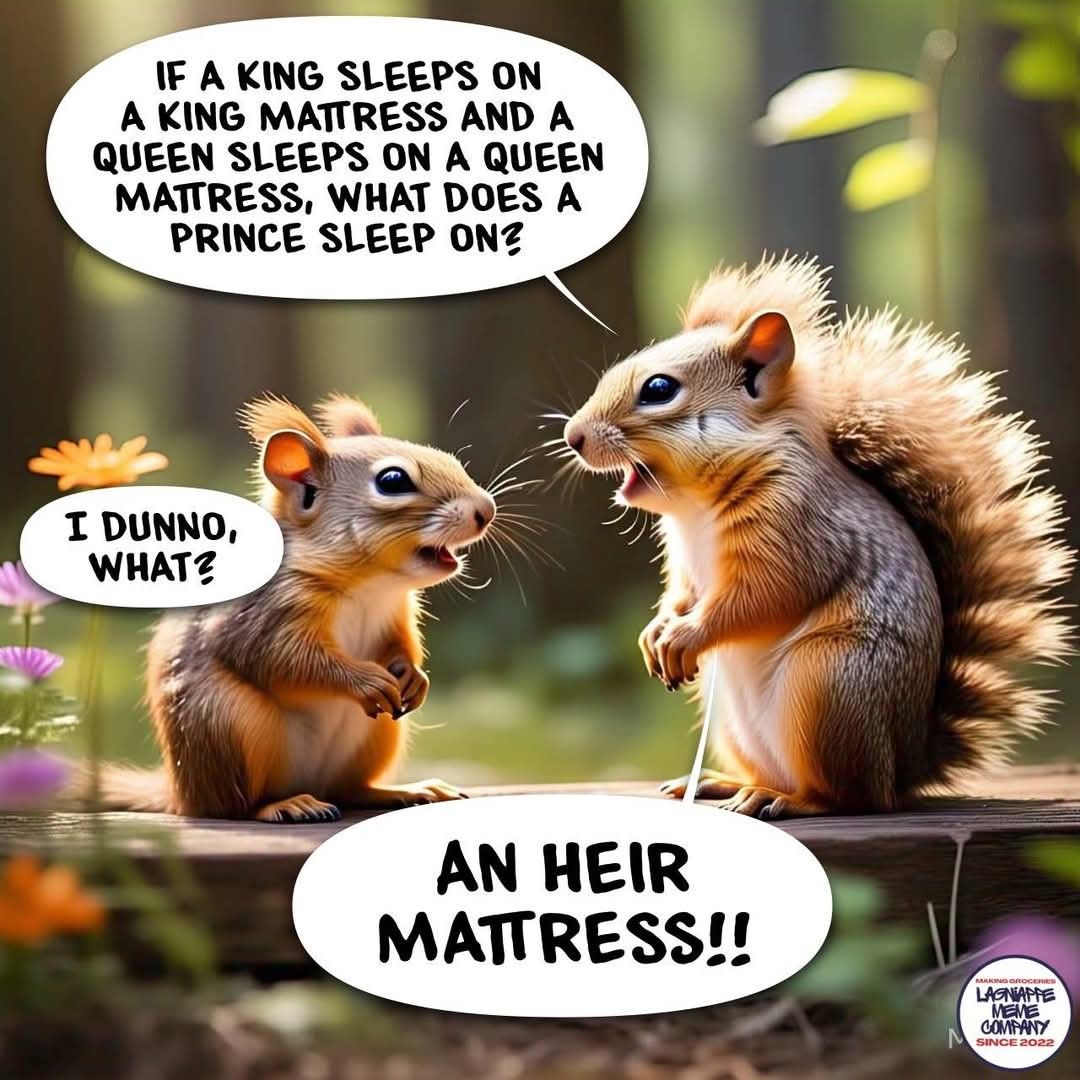 IF A KING SLEEPS ON
A KING MATTRESS AND A
QUEEN SLEEPS ON A QUEEN
MATTRESS, WHAT DOES A
PRINCE SLEEP ON?
I DUNNO,
WHAT?
AN HEIR
MATTRESS!!
MAKING GROCERIES
LAGNIAPPE
MEME
COMPANY
SINCE 2022